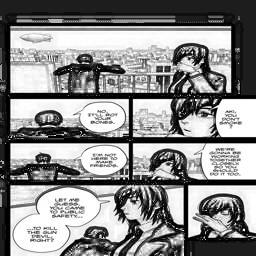 AKI,
YOU
DON'T
SMOKE
NO.
IT'LL ROT
YOUR
BONES.
WE'RE
GONNA BE
WORKING
TOGETHER
CLOSELY,
SO YOU
SHOULD
DO IT TOO.
I'M NOT
HERE TO
MAKE
FRIENDS.
LET ME
GUESS.
YOU CAME
TO PUBLIC
SAFETY...
...TO KILL
THE GUN
DEVIL,
RIGHT?